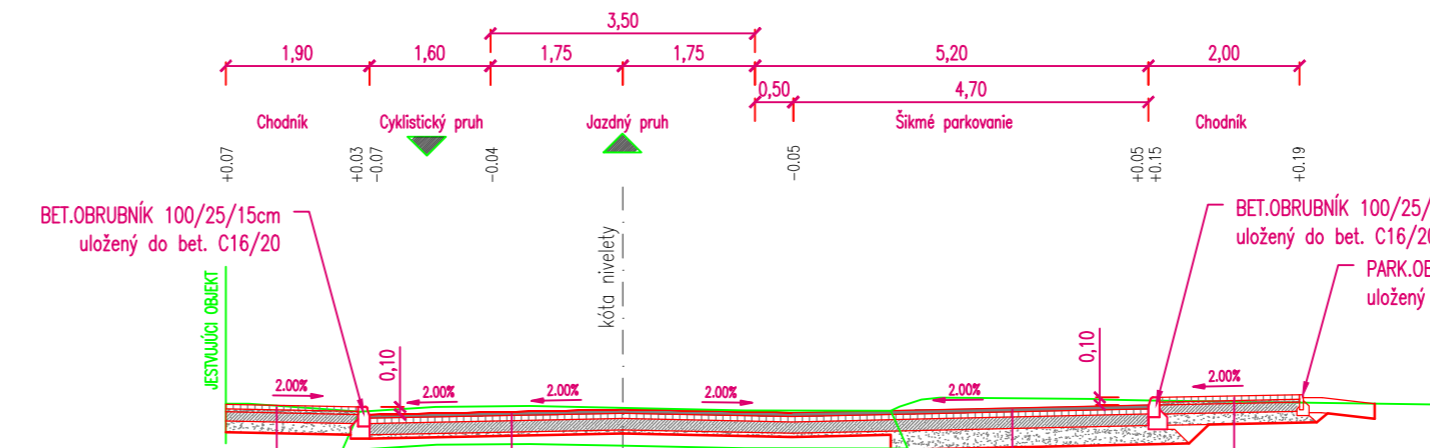 3,50
1,90
1,60
1,75
1,75
5,20
2,00
0,50
4,70
Chodník
Cyklistický pruh
Jazdný pruh
Šikmé parkovanie
Chodník
+0.07
+0.03
-0.07
-0.04
-0.05
+0.05
+0.15
+0.19
BET.OBRUBNÍK 100/25/15cm
uložený do bet. C16/20
BET.OBRUBNÍK 100/25/
uložený do bet. C16/20
PARK.OB
uložený
JESTVUJÚCI OBJEKT
kóta nivelety
0,10
0,10
2.00%
2.00%
2.00%
2.00%
2.00%
2.00%